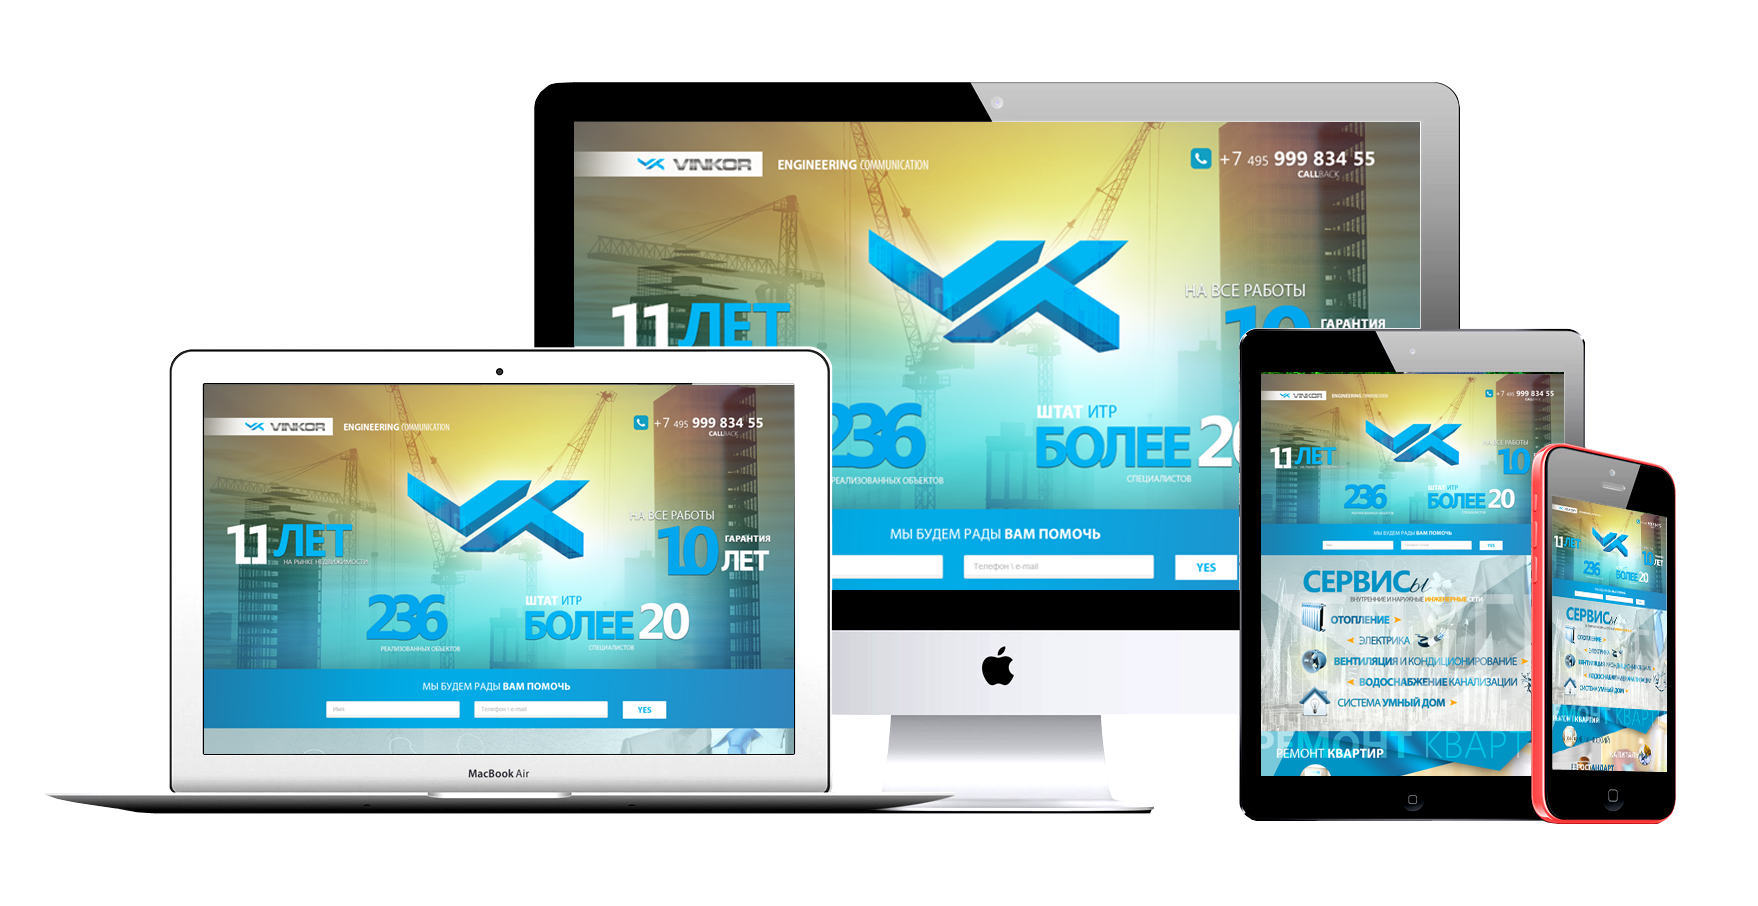 VINKOR ENGINEERING COMMUNICATION
+7 495 999 834 55
CALLBACK
НА ВСЕ РАБОТЫ
11 ЛЕТ
10 ГАРАНТИЯ
236
РЕАЛИЗОВАННЫХ ОБЪЕКТОВ
ШТАТ ИТР
БОЛЕЕ 20
СПЕЦИАЛИСТОВ
МЫ БУДЕМ РАДЫ ВАМ ПОМОЧЬ
Телефон \ e-mail
YES
VINKOR ENGINEERING COMMUNICATION
+7 495 999 834 55
CALLBACK
11 ЛЕТ
НА РЫНКЕ НЕДВИЖИМОСТИ
НА ВСЕ РАБОТЫ
10 ГАРАНТИЯ
ЛЕТ
236
РЕАЛИЗОВАННЫХ ОБЪЕКТОВ
ШТАТ ИТР
БОЛЕЕ 20
СПЕЦИАЛИСТОВ
МЫ БУДЕМ РАДЫ ВАМ ПОМОЧЬ
Имя
Телефон \ e-mail
YES
MacBook Air
VINKOR ENGINEERING COMMUNICATION
+7 495 999 834 55
CALLBACK
11 ЛЕТ
НА ВСЕ РАБОТЫ
10
236
ШТАТ ИТР
БОЛЕЕ 20
МЫ БУДЕМ РАДЫ ВАМ ПОМОЧЬ
YES
СЕРВИСЫ
ВНУТРЕННИЕ И НАРУЖНЫЕ ИНЖЕНЕРНЫЕ СЕТИ
ОТОПЛЕНИЕ
ЭЛЕКТРИКА
ВЕНТИЛЯЦИЯ И КОНДИЦИОНИРОВАНИЕ
ВОДОСНАБЖЕНИЕ КАНАЛИЗАЦИИ
СИСТЕМА УМНЫЙ ДОМ
РЕМОНТ КВАРТ
РЕМОНТ КВАРТИР
11 ЛЕТ
236
БОЛЕЕ 20
СЕРВИСЫ
ОТОПЛЕНИЕ
ЭЛЕКТРИКА
ВЕНТИЛЯЦИЯ И КОНДИЦИОНИРОВАНИЕ
ВОДОСНАБЖЕНИЕ КАНАЛИЗАЦИИ
СИСТЕМА УМНЫЙ ДОМ
РЕМОНТ КВАРТИР